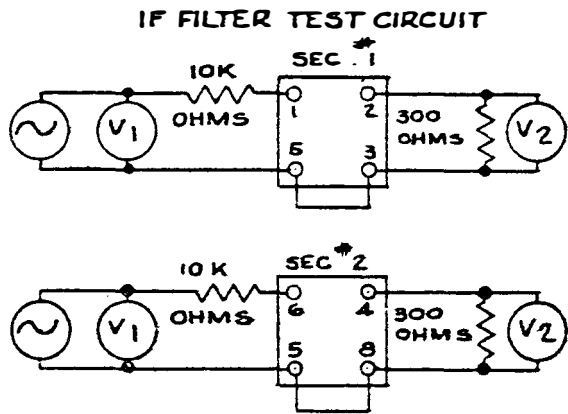 IF FILTER TEST CIRCUIT
SEC. #1
10K
OHMS
V1
1
2
5
3
300
OHMS
V2
SEC #2
10K
OHMS
V1
6
4
5
8
300
OHMS
V2